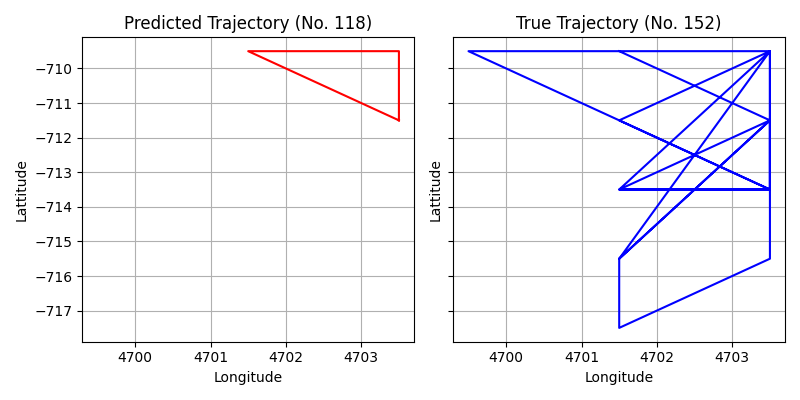 Predicted Trajectory (No. 118)
True Trajectory (No. 152)
Lattitude
−710
−711
−712
−713
−714
−715
−716
−717
4700
4701
4702
4703
Longitude
Lattitude
4700
4701
4702
4703
Longitude